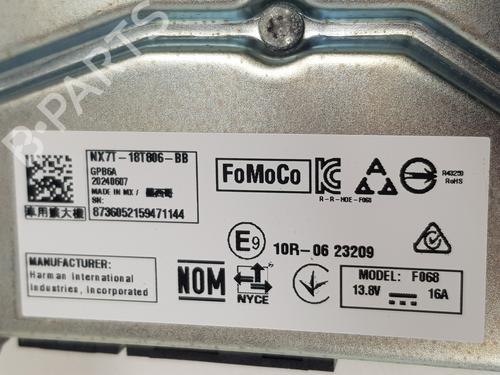 B-PARTS
NX7T-18T806-BB
GPB6A
20240607
MADE IN MX / 墨西哥
SN:
8736052159471144
車用擴大機
FoMoCo
R-R-HOE-F068
R43250
RoHS
E9
10R-06 23209
MANUFACTURER:
Harman International
Industries, Incorporated
NOM
NYCE
MODEL: F068
13.8V 16A